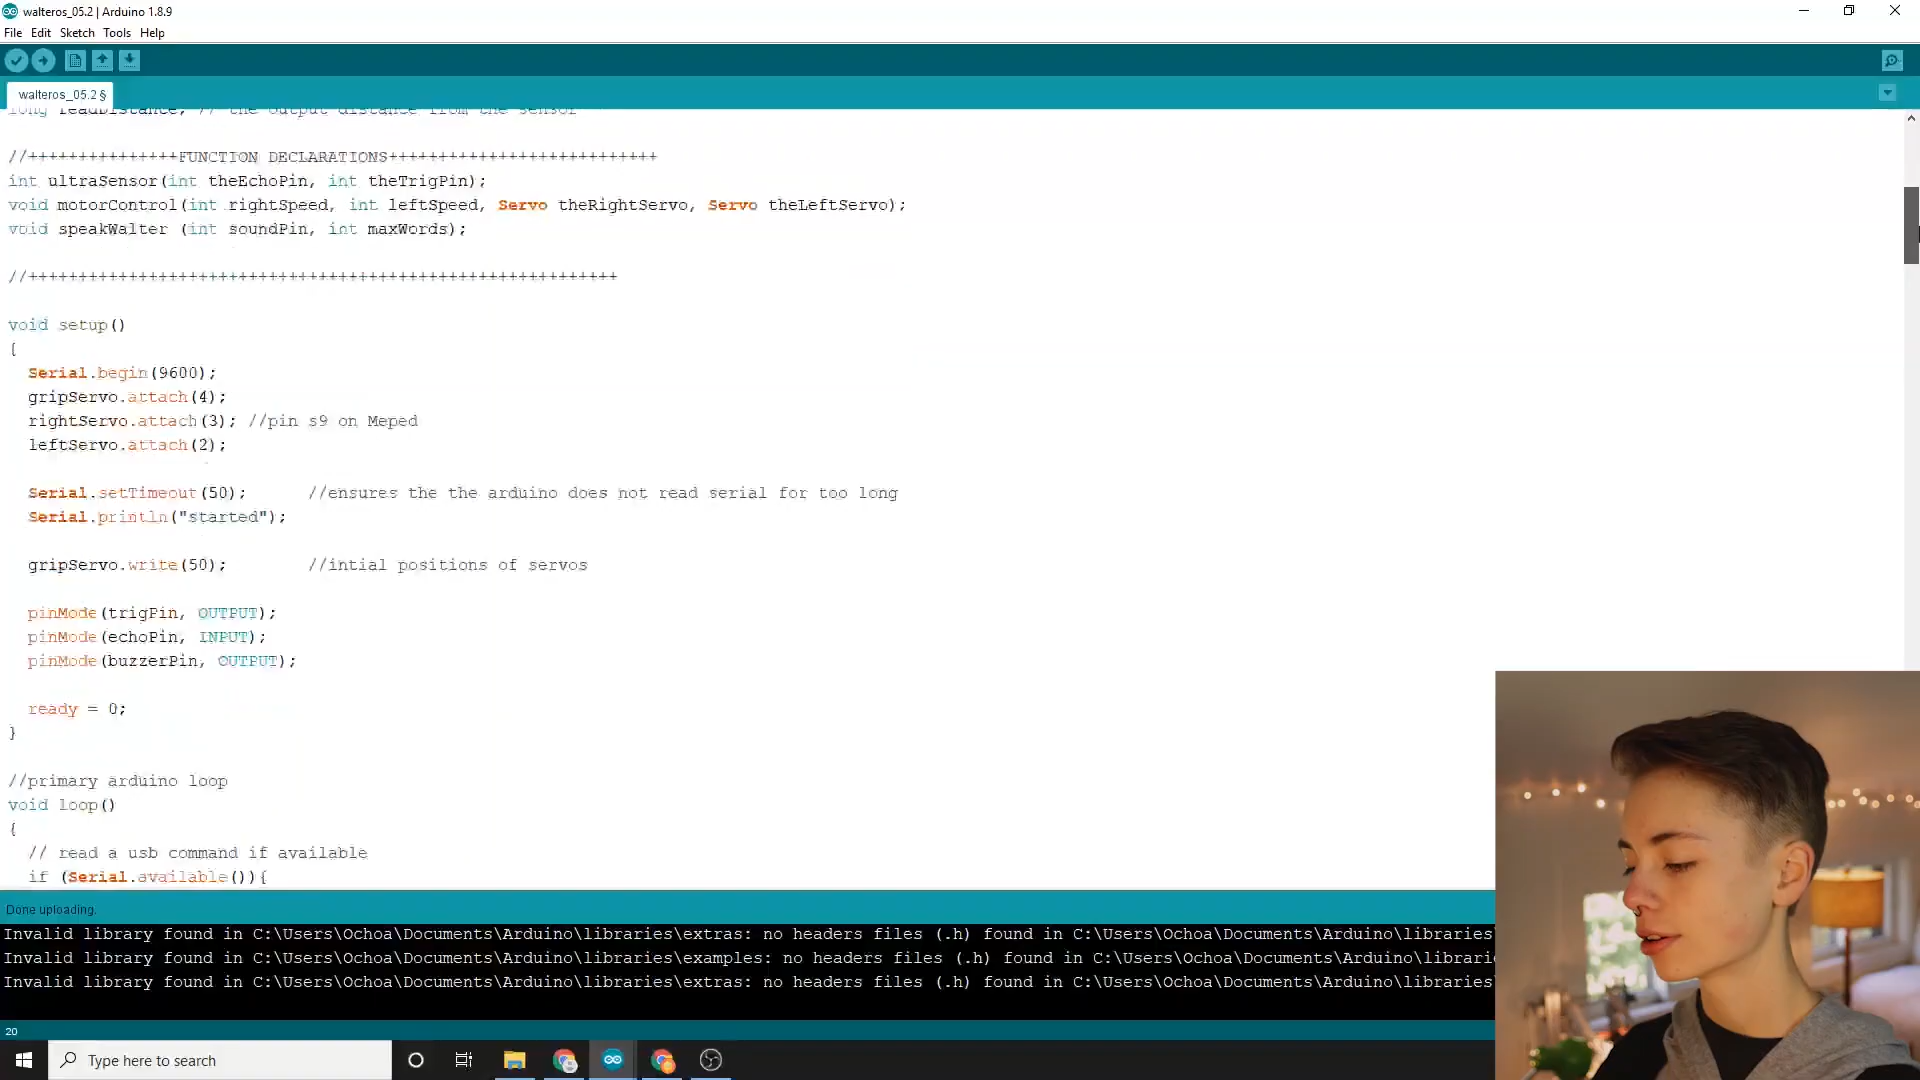 walteros_05.2 | Arduino 1.8.9
File Edit Sketch Tools Help
walteros_05.2 §
long readDistance; // the output distance from the sensor
//+++++++++++++++FUNCTION DECLARATIONS+++++++++++++++++++++++++++
int ultraSensor(int theEchoPin, int theTrigPin);
void motorControl(int rightSpeed, int leftSpeed, Servo theRightServo, Servo theLeftServo);
void speakWalter (int soundPin, int maxWords);
//+++++++++++++++++++++++++++++++++++++++++++++++++++++++++++
void setup()
{
Serial.begin(9600);
gripServo.attach(4);
rightServo.attach(3); //pin s9 on Meped
leftServo.attach(2);
Serial.setTimeout(50); //ensures the the arduino does not read serial for too long
Serial.println("started");
gripServo.write(50); //intial positions of servos
pinMode(trigPin, OUTPUT);
pinMode(echoPin, INPUT);
pinMode(buzzerPin, OUTPUT);
ready = 0;
}
//primary arduino loop
void loop()
{
// read a usb command if available
if (Serial.available()){
Done uploading.
Invalid library found in C:\Users\Ochoa\Documents\Arduino\libraries\extras: no headers files (.h) found in C:\Users\Ochoa\Documents\Arduino\libraries\
Invalid library found in C:\Users\Ochoa\Documents\Arduino\libraries\examples: no headers files (.h) found in C:\Users\Ochoa\Documents\Arduino\librari
Invalid library found in C:\Users\Ochoa\Documents\Arduino\libraries\extras: no headers files (.h) found in C:\Users\Ochoa\Documents\Arduino\libraries\
20
Type here to search